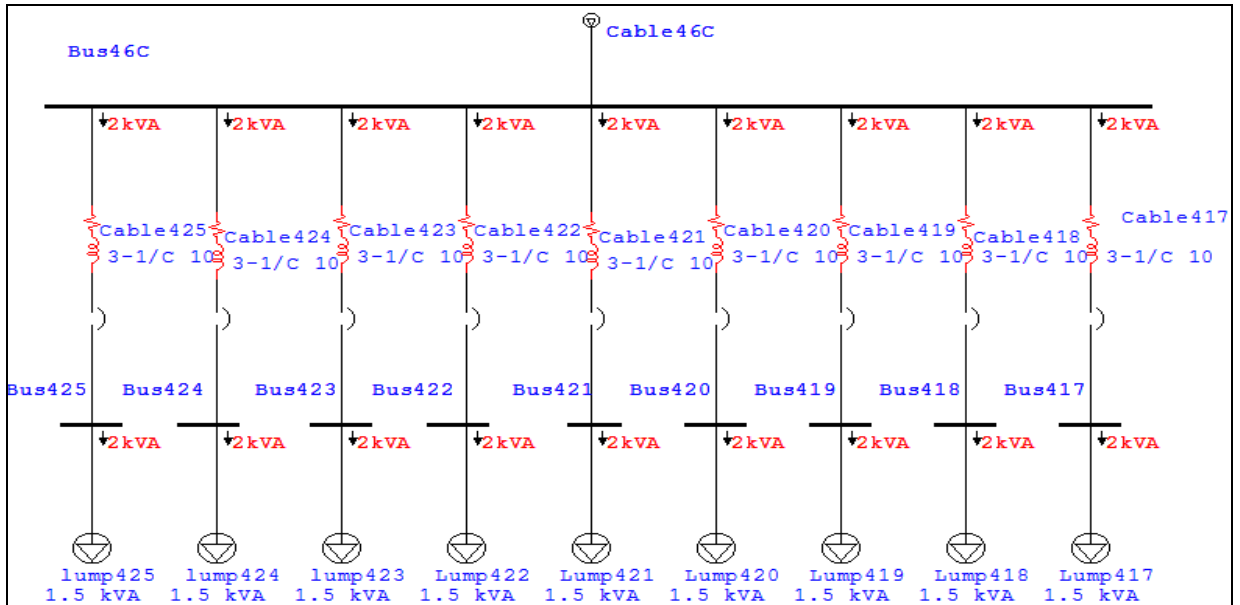 Cable46C
Bus46C
2kVA 2kVA 2kVA 2kVA 2kVA 2kVA 2kVA 2kVA 2kVA
Cable425 Cable424 Cable423 Cable422 Cable421 Cable420 Cable419 Cable418 Cable417
3-1/C 10 3-1/C 10 3-1/C 10 3-1/C 10 3-1/C 10 3-1/C 10 3-1/C 10 3-1/C 10 3-1/C 10
Bus425 Bus424 Bus423 Bus422 Bus421 Bus420 Bus419 Bus418 Bus417
2kVA 2kVA 2kVA 2kVA 2kVA 2kVA 2kVA 2kVA 2kVA
lump425 lump424 lump423 Lump422 Lump421 Lump420 Lump419 Lump418 Lump417
1.5 kVA 1.5 kVA 1.5 kVA 1.5 kVA 1.5 kVA 1.5 kVA 1.5 kVA 1.5 kVA 1.5 kVA